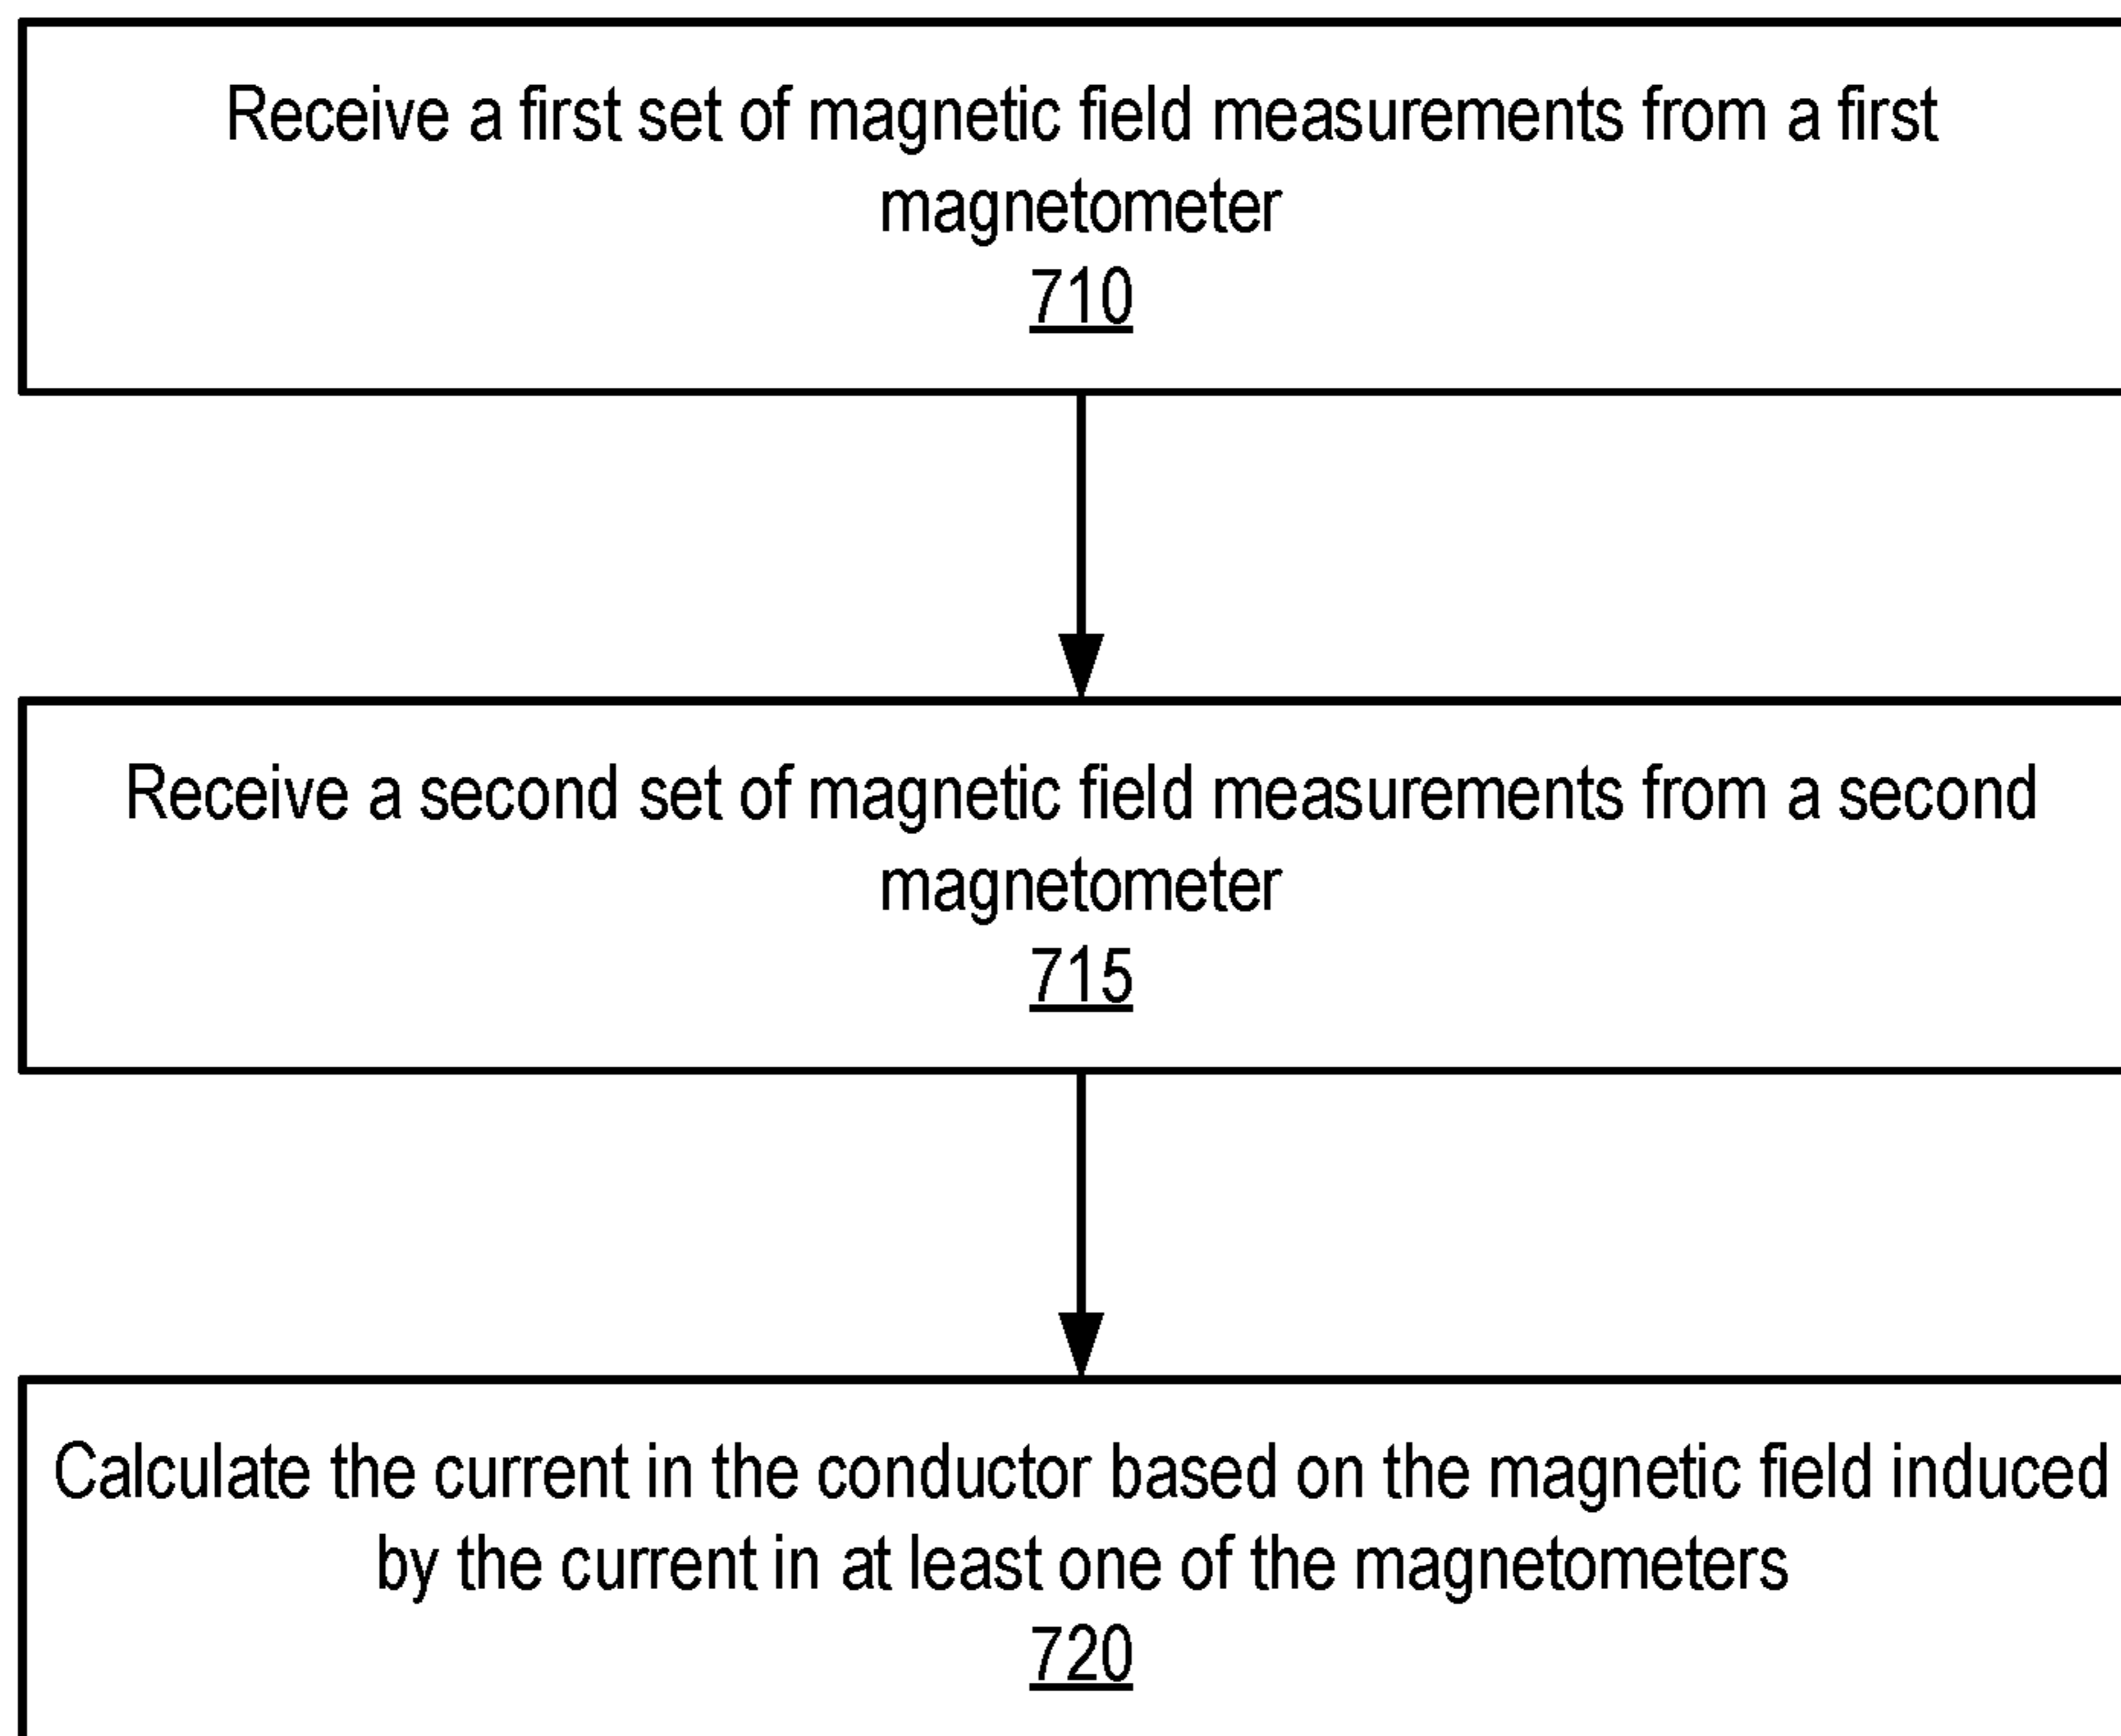 Receive a first set of magnetic field measurements from a first
magnetometer
710
Receive a second set of magnetic field measurements from a second
magnetometer
715
Calculate the current in the conductor based on the magnetic field induced
by the current in at least one of the magnetometers
720